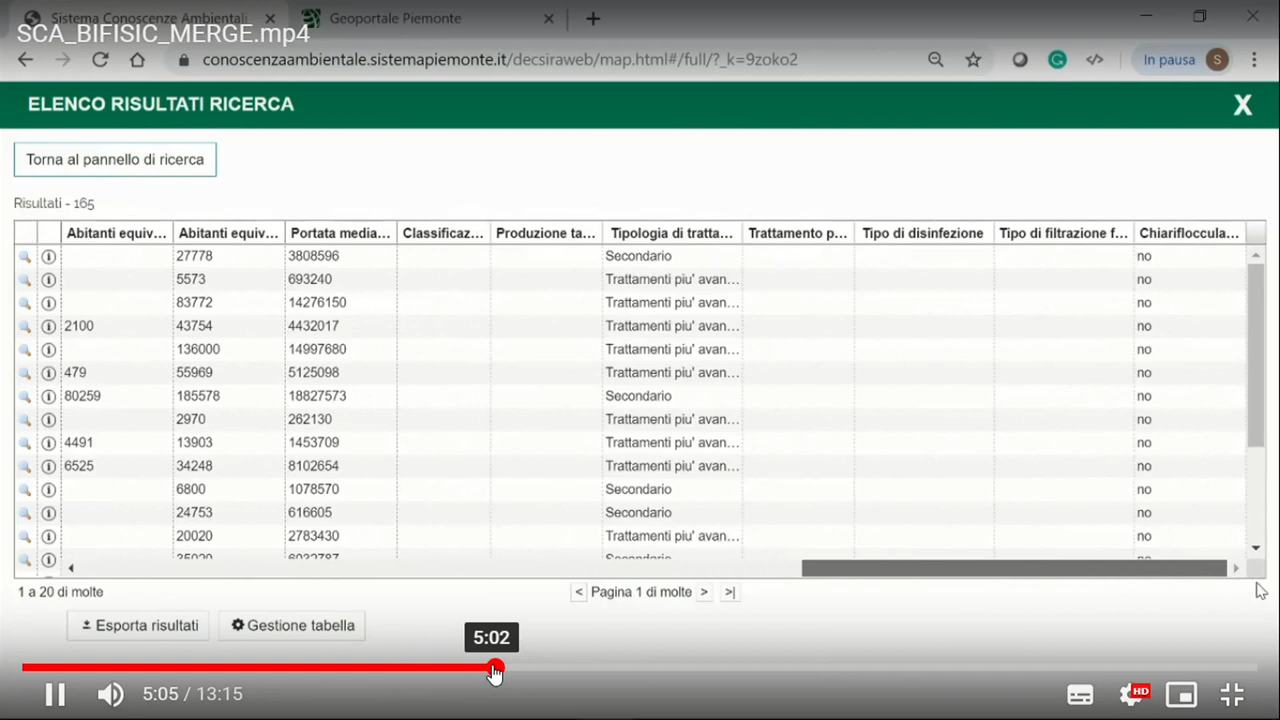 Sistema Conoscenze Ambientali
Geoportale Piemonte
SCA_BIFISIC_MERGE.mp4
conoscenzaambientale.sistemapiemonte.it/decsiraweb/map.html#/full/?_k=9zoko2
In pausa
S
ELENCO RISULTATI RICERCA
X
Torna al pannello di ricerca
Risultati - 165
Abitanti equiv... Abitanti equiv... Portata media... Classificaz... Produzione ta... Tipologia di tratta... Trattamento p... Tipo di disinfezione Tipo di filtrazione f... Chiarifloccula...
27778 3808596 Secondario no
5573 693240 Trattamenti piu' avan... no
83772 14276150 Trattamenti piu' avan... no
2100 43754 4432017 Trattamenti piu' avan... no
136000 14997680 Trattamenti piu' avan... no
479 55969 5125098 Trattamenti piu' avan... no
80259 185578 18827573 Secondario no
2970 262130 Trattamenti piu' avan... no
4491 13903 1453709 Trattamenti piu' avan... no
6525 34248 8102654 Trattamenti piu' avan... no
6800 1078570 Secondario no
24753 616605 Secondario no
20020 2783430 Trattamenti piu' avan... no
35020 6032787 Secondario no
1 a 20 di molte
< Pagina 1 di molte > >|
Esporta risultati
Gestione tabella
5:02
5:05 / 13:15
HD